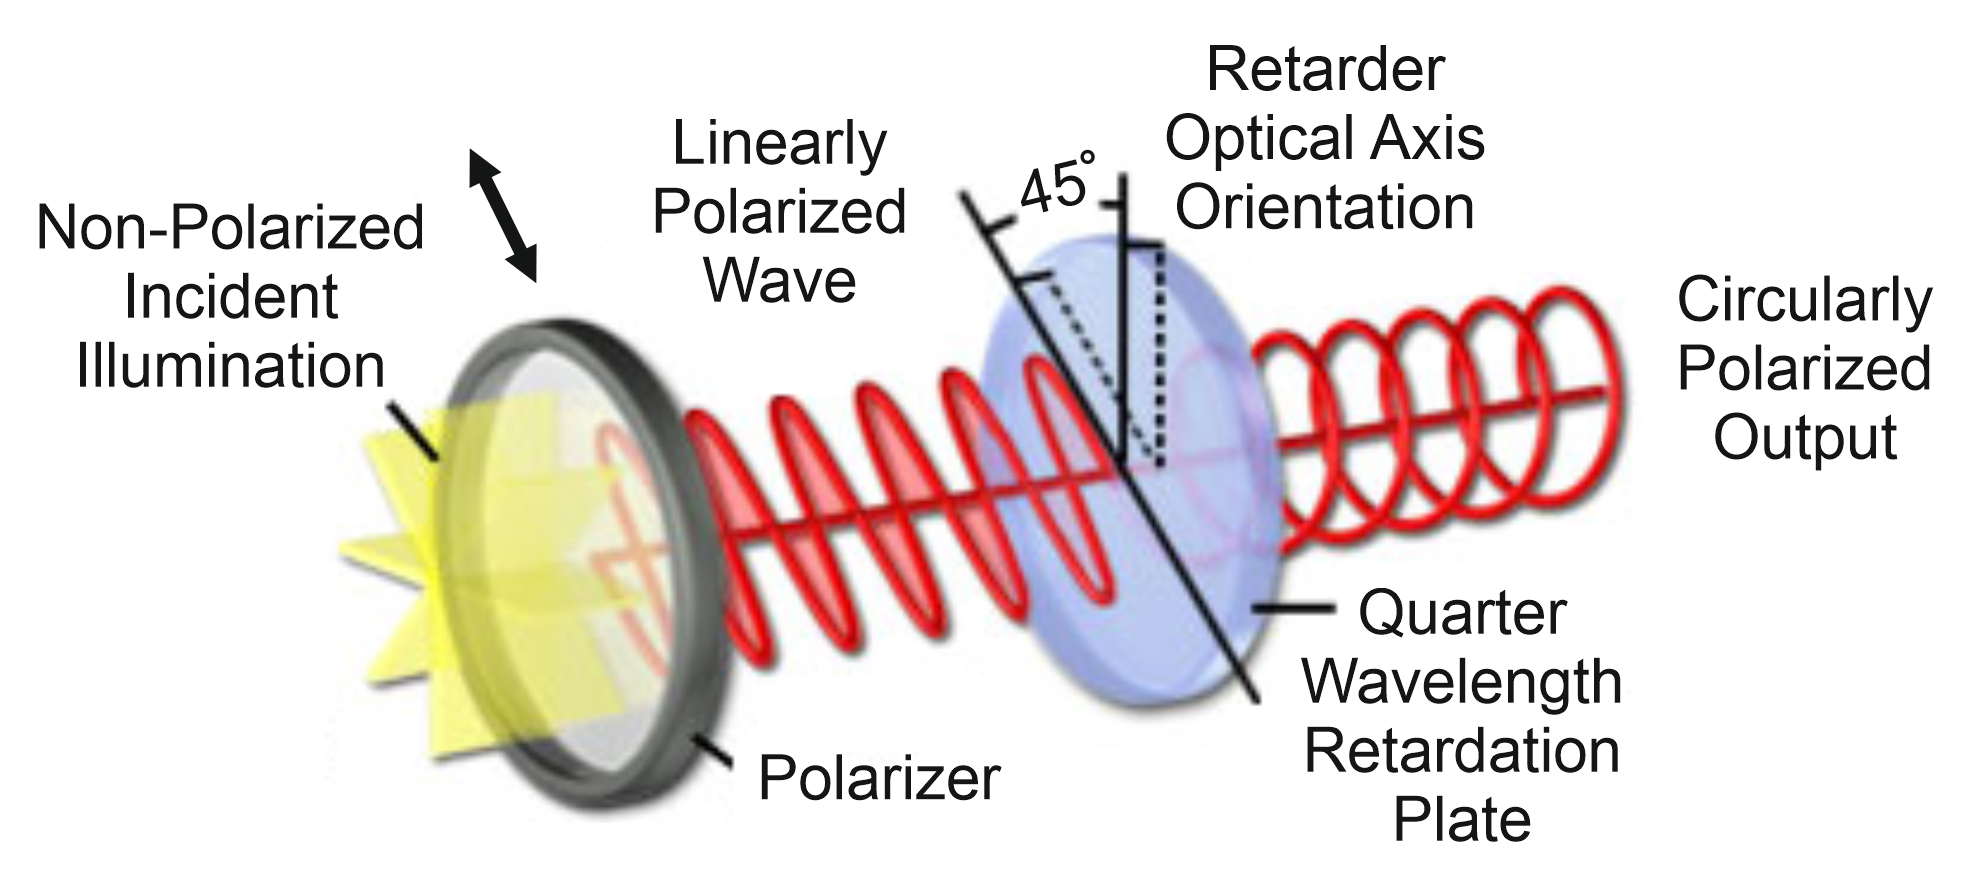 Non-Polarized
Incident
Illumination
Linearly
Polarized
Wave
45°
Retarder
Optical Axis
Orientation
Circularly
Polarized
Output
Polarizer
Quarter
Wavelength
Retardation
Plate